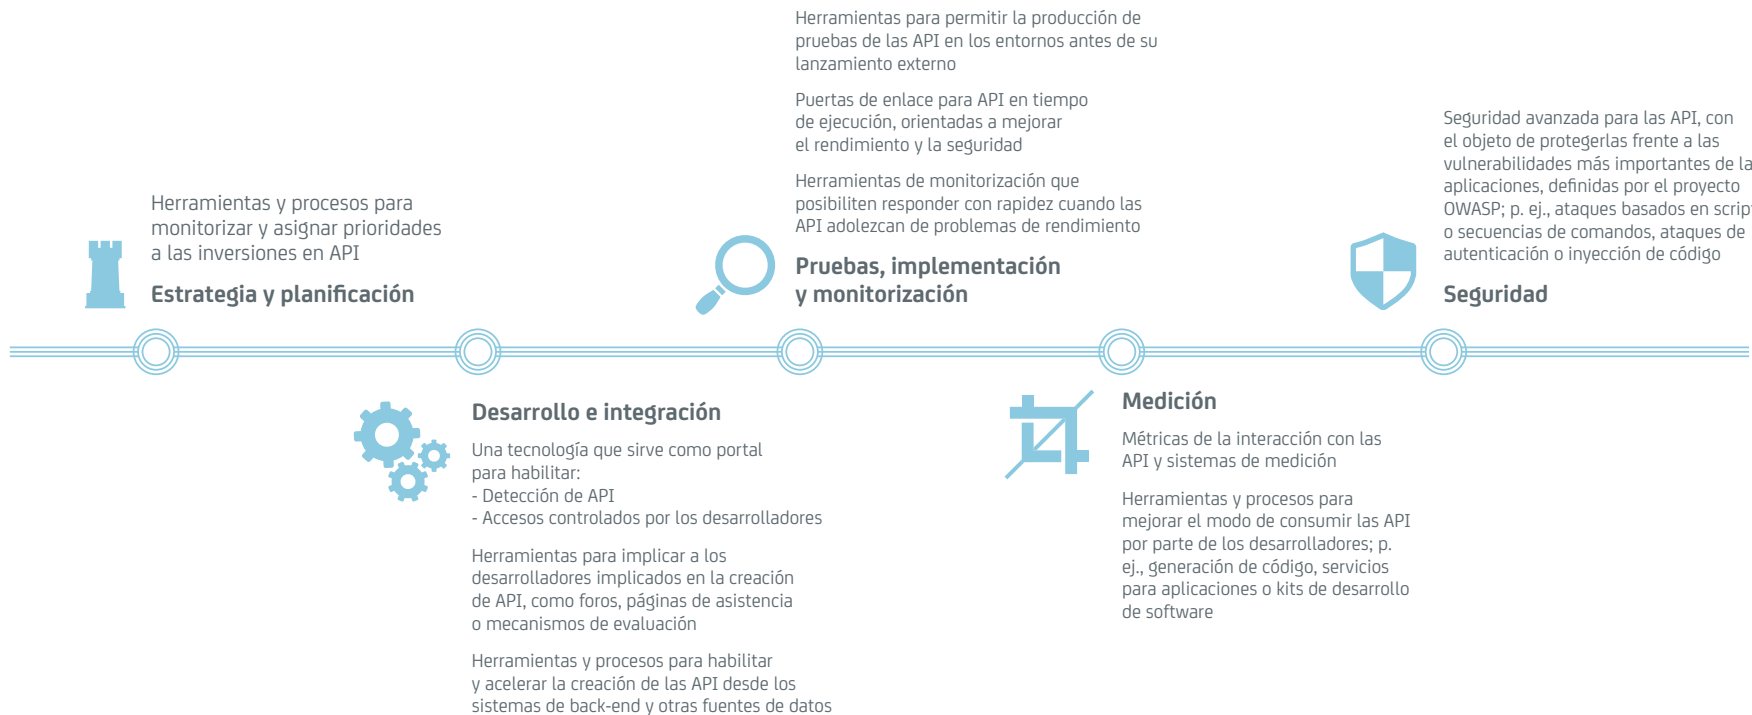 Herramientas y procesos para
monitorizar y asignar prioridades
a las inversiones en API
Estrategia y planificación
Desarrollo e integración
Una tecnología que sirve como portal
para habilitar:
- Detección de API
- Accesos controlados por los desarrolladores
Herramientas para implicar a los
desarrolladores implicados en la creación
de API, como foros, páginas de asistencia
o mecanismos de evaluación
Herramientas y procesos para habilitar
y acelerar la creación de las API desde los
sistemas de back-end y otras fuentes de datos
Herramientas para permitir la producción de
pruebas de las API en los entornos antes de su
lanzamiento externo
Puertas de enlace para API en tiempo
de ejecución, orientadas a mejorar
el rendimiento y la seguridad
Herramientas de monitorización que
posibiliten responder con rapidez cuando las
API adolezcan de problemas de rendimiento
Pruebas, implementación
y monitorización
Medición
Métricas de la interacción con las
API y sistemas de medición
Herramientas y procesos para
mejorar el modo de consumir las API
por parte de los desarrolladores; p.
ej., generación de código, servicios
para aplicaciones o kits de desarrollo
de software
Seguridad avanzada para las API, con
el objeto de protegerlas frente a las
vulnerabilidades más importantes de la
aplicaciones, definidas por el proyecto
OWASP; p. ej., ataques basados en script
o secuencias de comandos, ataques de
autenticación o inyección de código
Seguridad